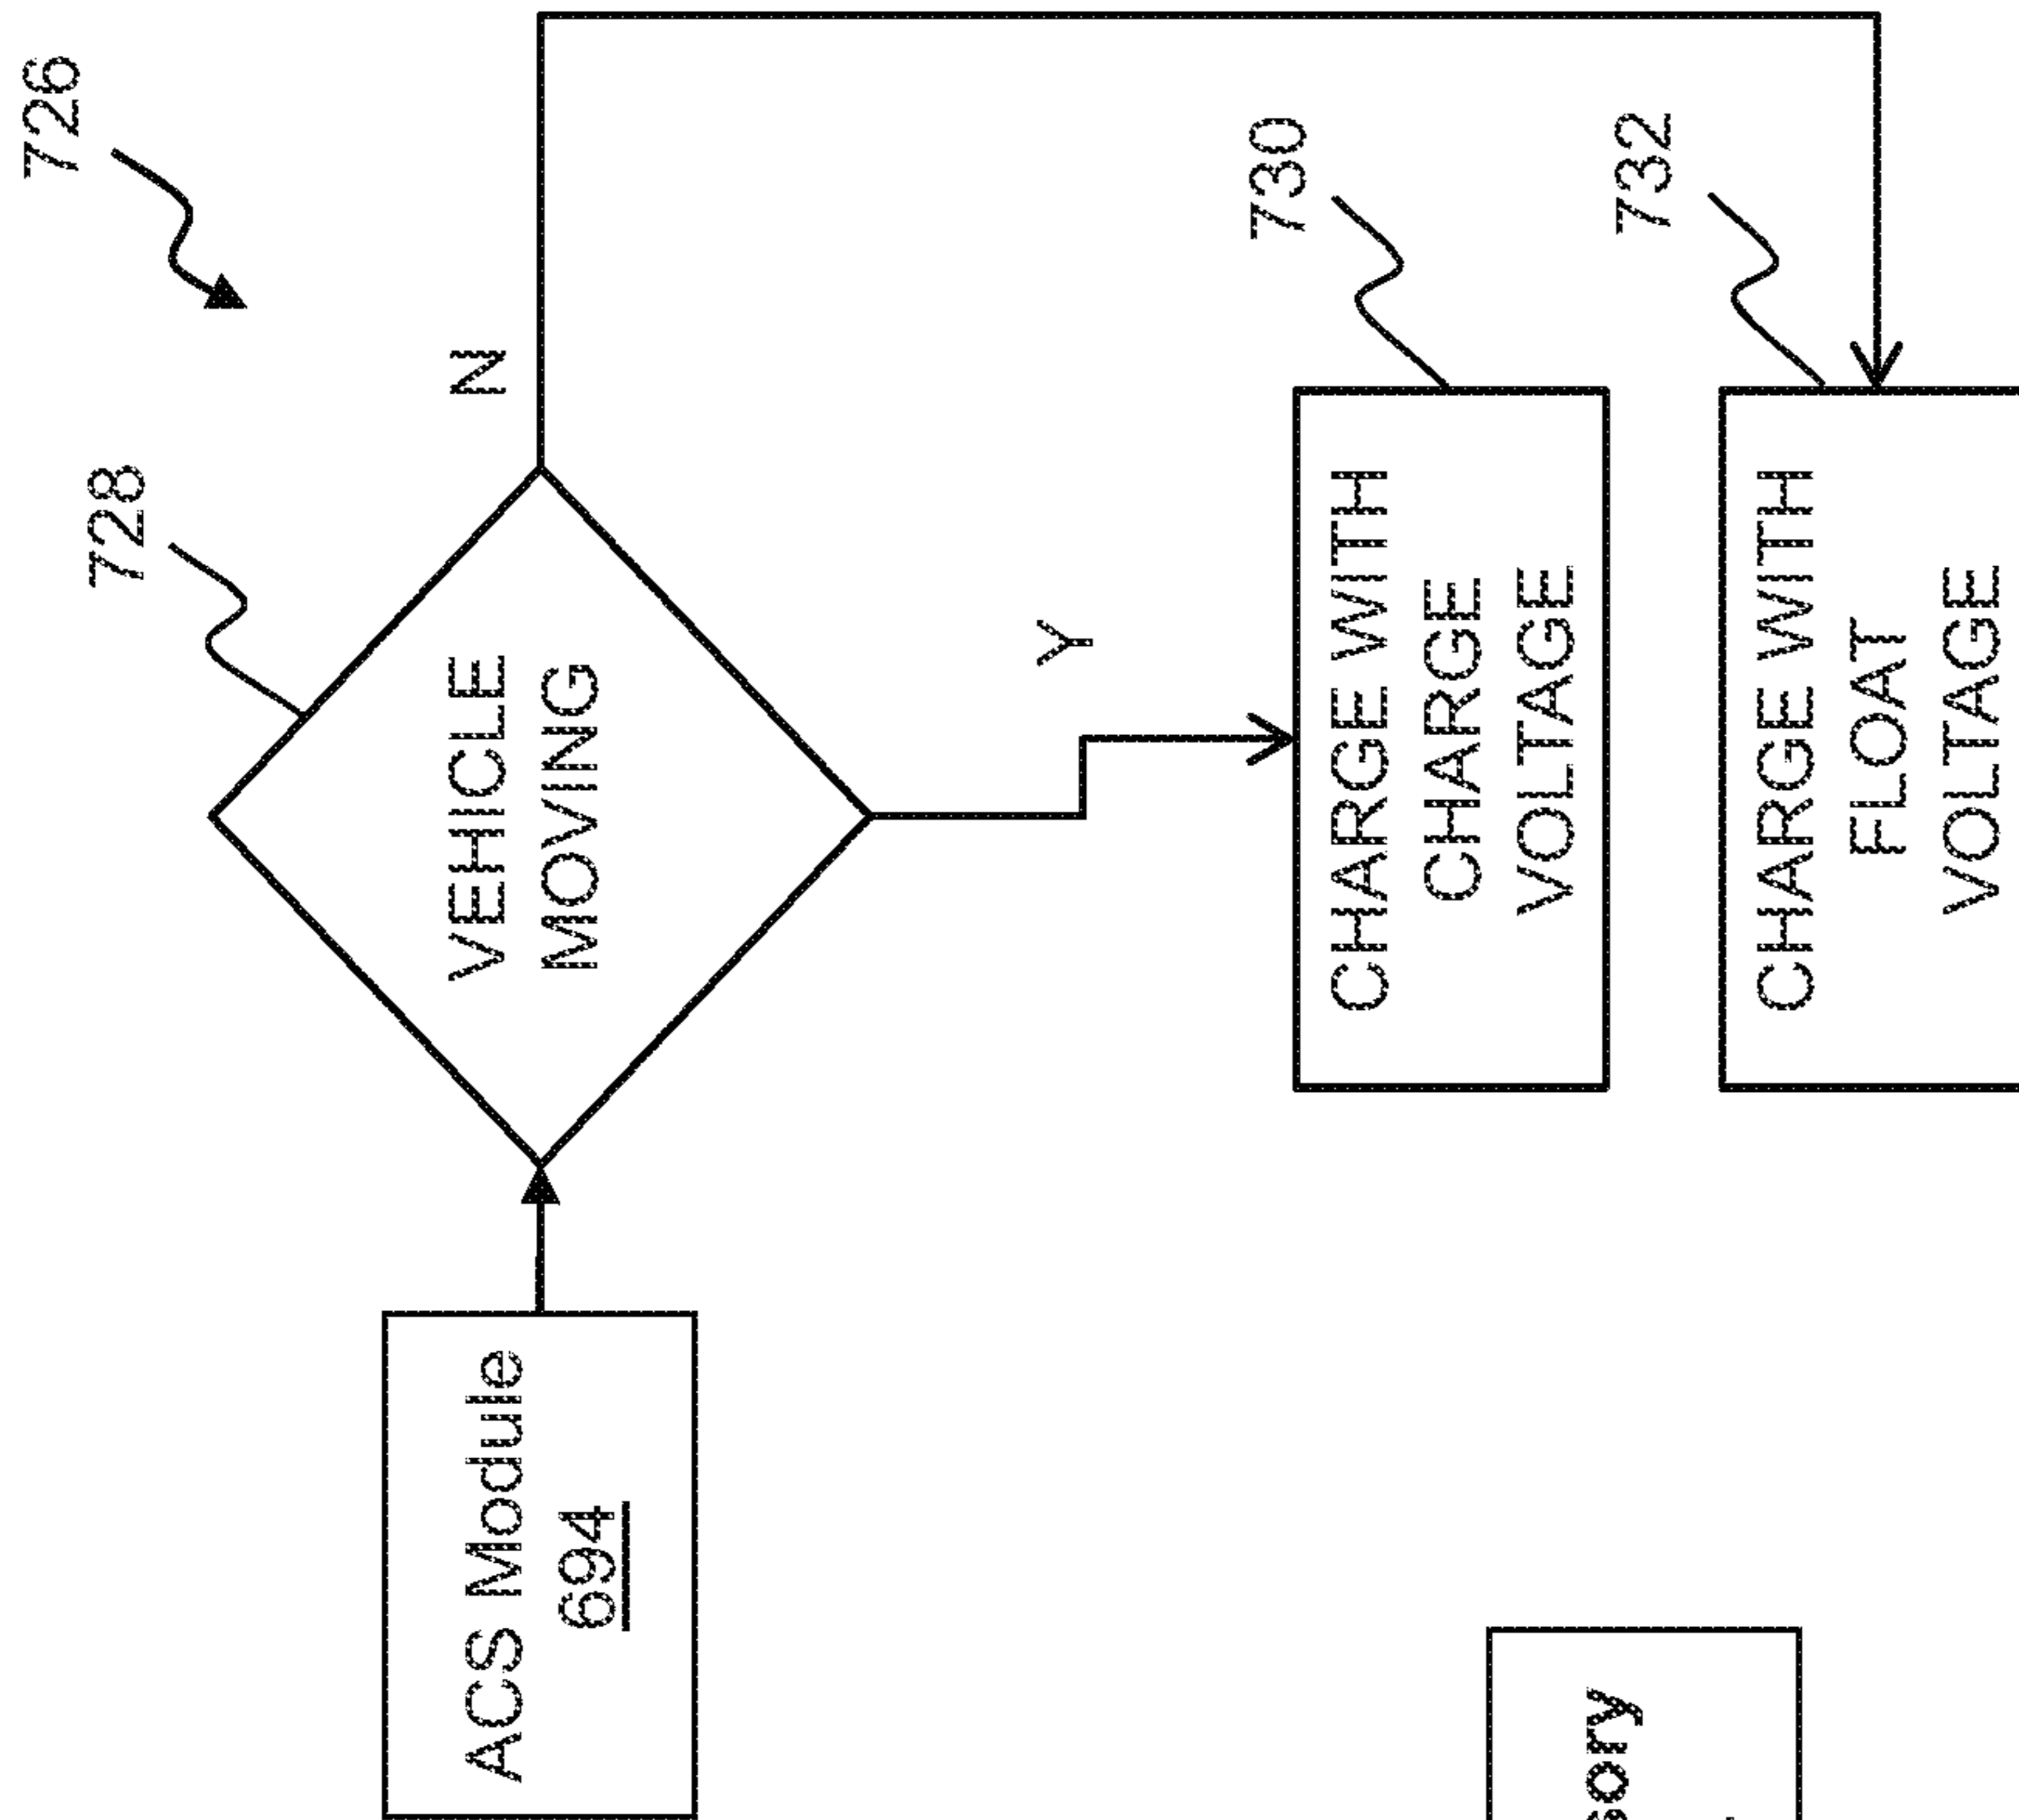 726
728
VEHICLE
MOVING
N
Y
ACS Module
694
730
CHARGE WITH
CHARGE
VOLTAGE
732
CHARGE WITH
FLOAT
VOLTAGE